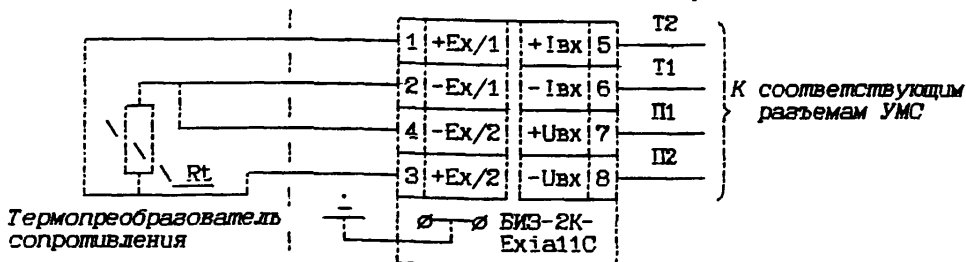 T2
1 +Ex/1 +Iвх 5
T1
2 -Ex/1 -Iвх 6
К соответствующим
разъемам УМС
П1
4 -Ex/2 +Uвх 7
П2
Rt
3 +Ex/2 -Uвх 8
Термопреобразователь
сопротивления
БИЗ-2К-
Exia11C